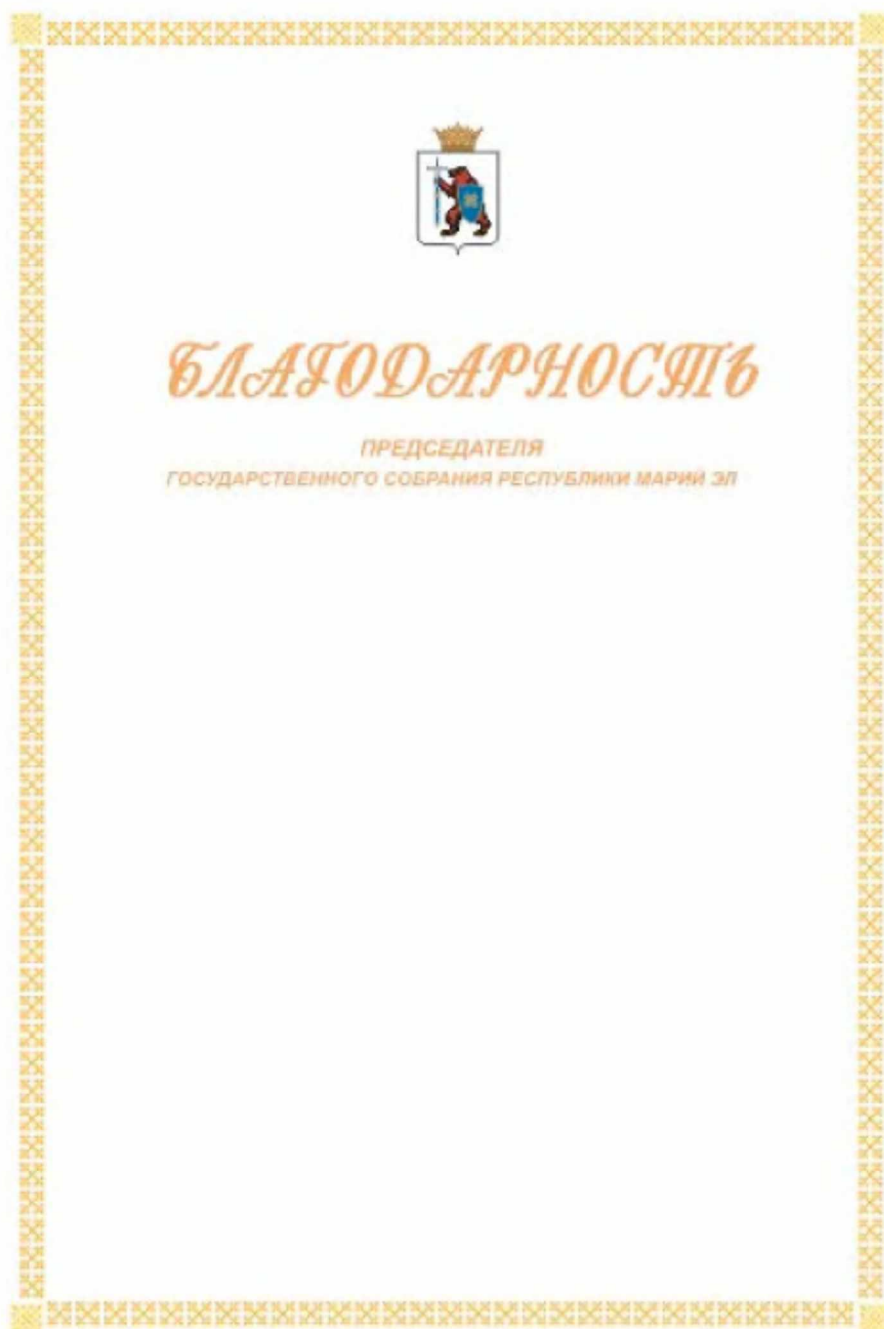 БЛАГОДАРНОСТЬ
ПРЕДСЕДАТЕЛЯ
ГОСУДАРСТВЕННОГО СОБРАНИЯ РЕСПУБЛИКИ МАРИЙ ЭЛ